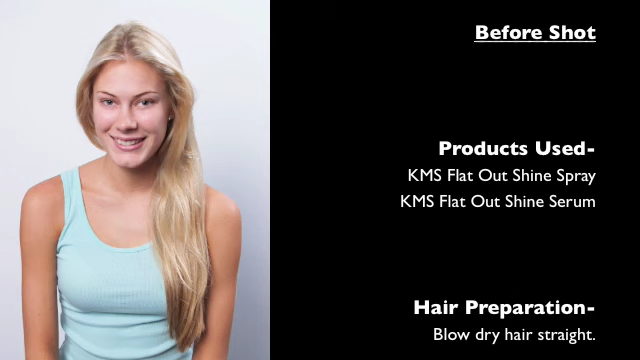 Before Shot
Products Used-
KMS Flat Out Shine Spray
KMS Flat Out Shine Serum
Hair Preparation-
Blow dry hair straight.